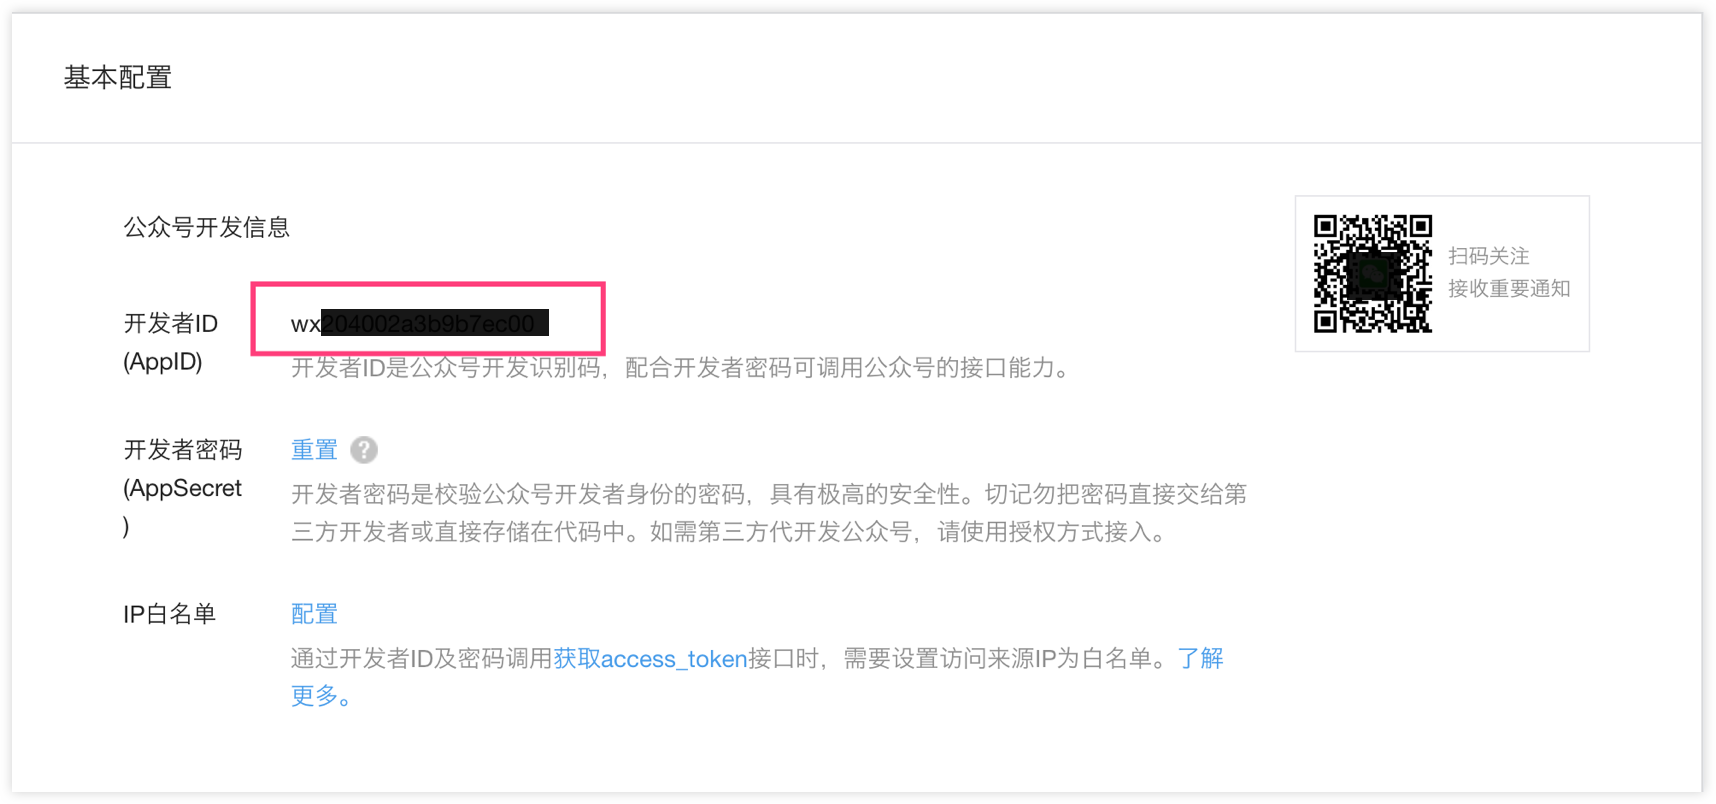 基本配置
公众号开发信息
扫码关注
接收重要通知
开发者ID
(AppID)
wx
开发者ID是公众号开发识别码，配合开发者密码可调用公众号的接口能力。
开发者密码
(AppSecret
)
重置 ?
开发者密码是校验公众号开发者身份的密码，具有极高的安全性。切记勿把密码直接交给第
三方开发者或直接存储在代码中。如需第三方代开发公众号，请使用授权方式接入。
IP白名单
配置
通过开发者ID及密码调用获取access_token接口时，需要设置访问来源IP为白名单。了解
更多。